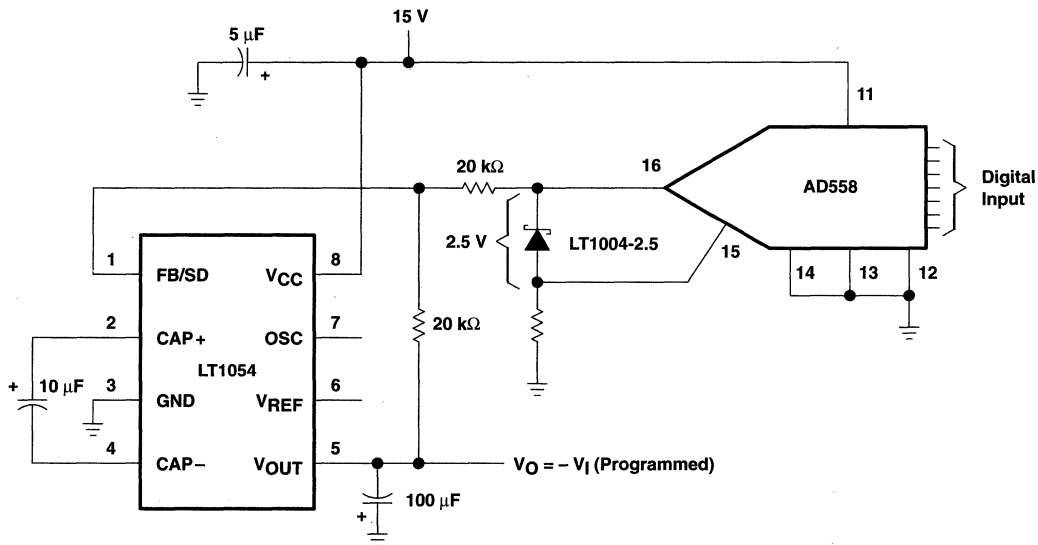 15 V
5 µF
+
11
16
20 kΩ
AD558
Digital
Input
2.5 V
LT1004-2.5
15
14
13
12
1
FB/SD
VCC
8
20 kΩ
2
CAP+
OSC
7
LT1054
+
10 µF
3
GND
VREF
6
4
CAP−
VOUT
5
VO = − VI (Programmed)
100 µF
+